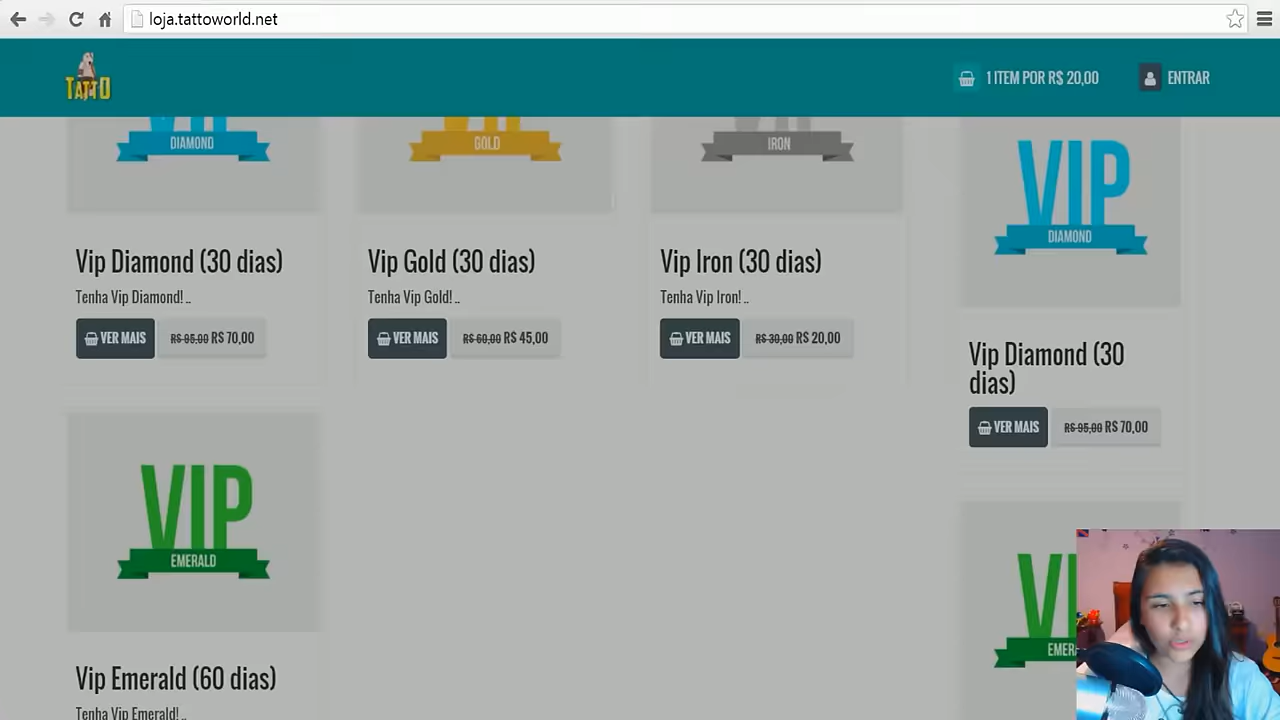 loja.tattoworld.net
TATTO
1 ITEM POR R$ 20,00
ENTRAR
DIAMOND
GOLD
IRON
VIP
DIAMOND
Vip Diamond (30 dias)
Tenha Vip Diamond! ..
VER MAIS
R$ 95,00 R$ 70,00
Vip Gold (30 dias)
Tenha Vip Gold! ..
VER MAIS
R$ 60,00 R$ 45,00
Vip Iron (30 dias)
Tenha Vip Iron! ..
VER MAIS
R$ 30,00 R$ 20,00
Vip Diamond (30
dias)
VER MAIS
R$ 95,00 R$ 70,00
VIP
EMERALD
Vip Emerald (60 dias)
Tenha Vip Emerald! ..